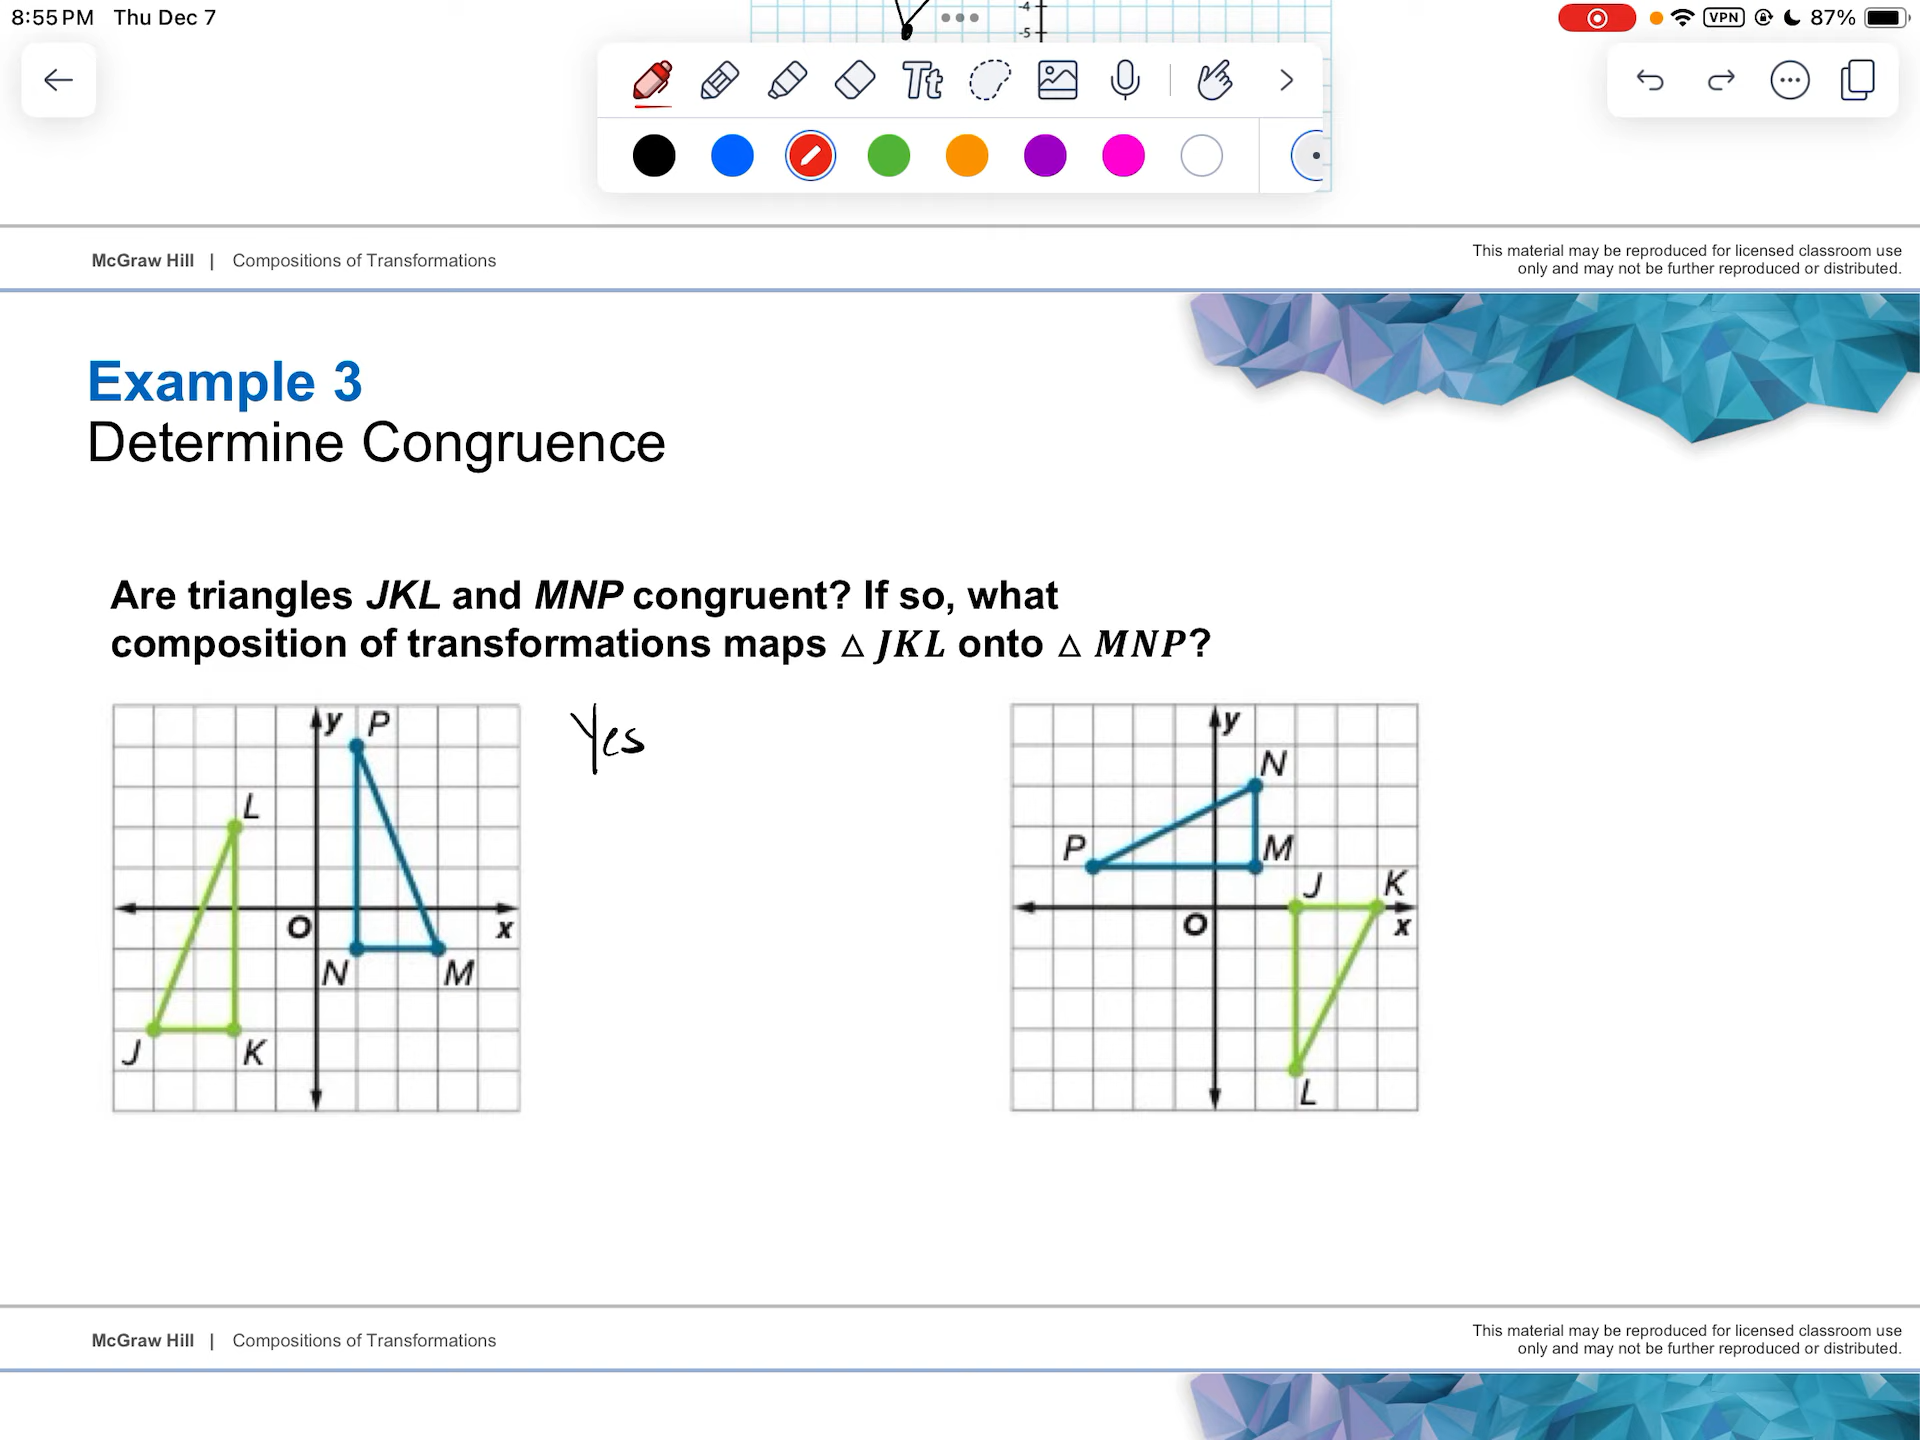 8:55 PM Thu Dec 7
VPN 87%
-4
-5
Tt
McGraw Hill | Compositions of Transformations
This material may be reproduced for licensed classroom use
only and may not be further reproduced or distributed.
Example 3
Determine Congruence
Are triangles JKL and MNP congruent? If so, what
composition of transformations maps △ JKL onto △ MNP?
y P
L
O
x
N M
J K
Yes
y
N
P M
J K
O x
L
McGraw Hill | Compositions of Transformations
This material may be reproduced for licensed classroom use
only and may not be further reproduced or distributed.